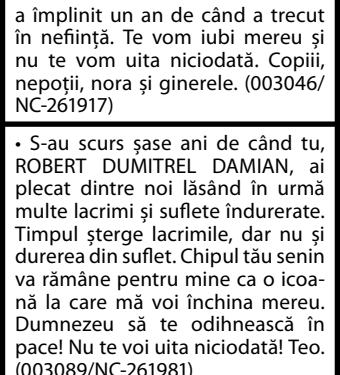 a împlinit un an de când a trecut
în neființă. Te vom iubi mereu și
nu te vom uita niciodată. Copiii,
nepoții, nora și ginerele. (003046/
NC-261917)
• S-au scurs șase ani de când tu,
ROBERT DUMITREL DAMIAN, ai
plecat dintre noi lăsând în urmă
multe lacrimi și suflete îndurerate.
Timpul șterge lacrimile, dar nu și
durerea din suflet. Chipul tău senin
va rămâne pentru mine ca o icoa-
nă la care mă voi închina mereu.
Dumnezeu să te odihnească în
pace! Nu te voi uita niciodată! Teo.
(003089/NC-261981)